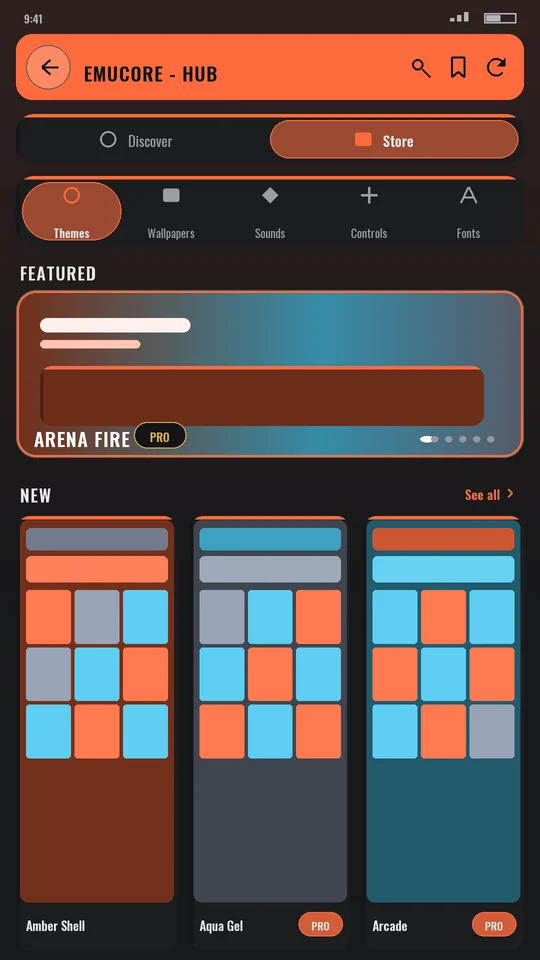 9:41
EMUCORE - HUB
Discover
Store
Themes
Wallpapers
Sounds
Controls
Fonts
FEATURED
ARENA FIRE PRO
NEW
See all
Amber Shell
Aqua Gel PRO
Arcade PRO